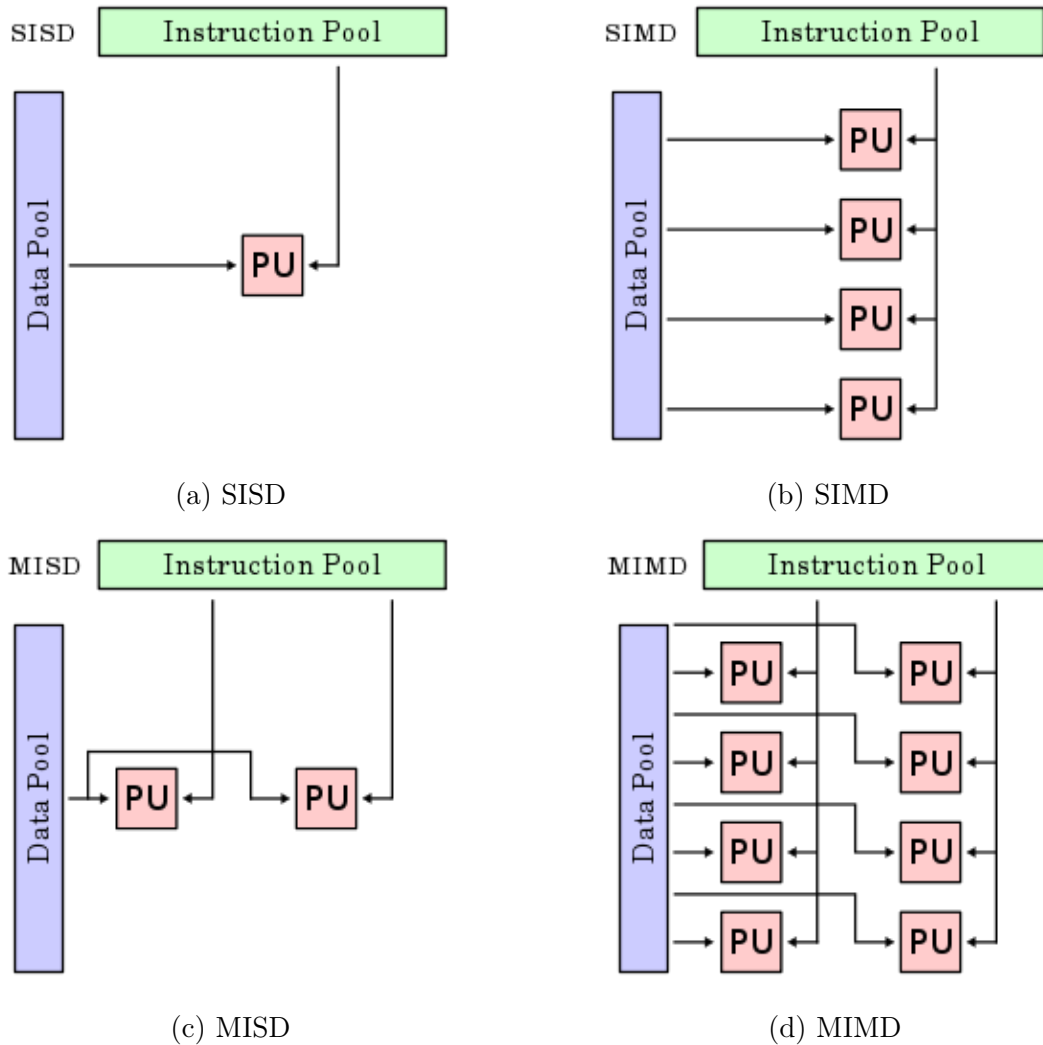 SISD Instruction Pool
Data Pool
PU
(a) SISD
SIMD Instruction Pool
Data Pool
PU
PU
PU
PU
(b) SIMD
MISD Instruction Pool
Data Pool
PU PU
(c) MISD
MIMD Instruction Pool
Data Pool
PU PU
PU PU
PU PU
PU PU
(d) MIMD